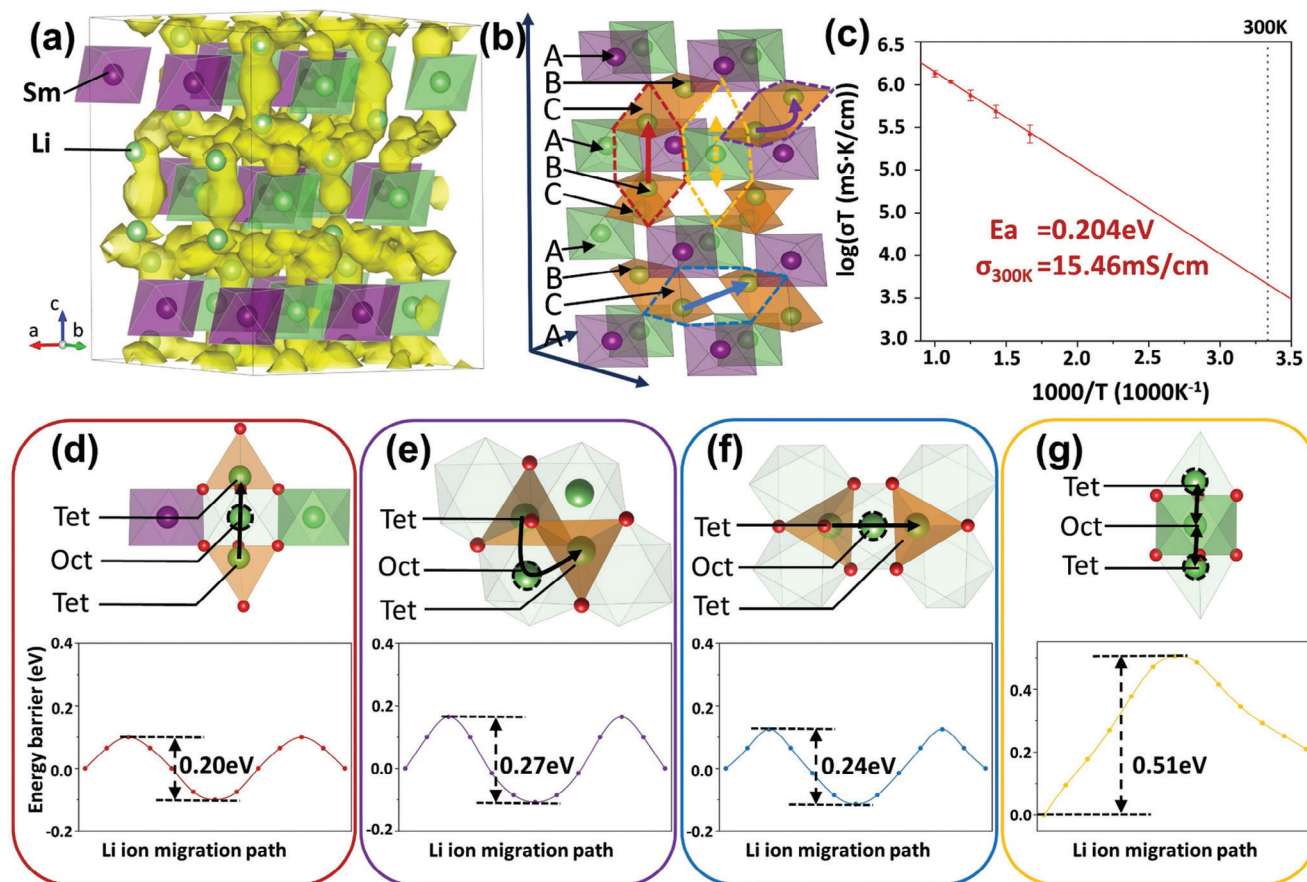 (a)
Sm
Li
c
a
b
(b)
A
B
C
A
B
C
A
B
C
A
(c)
300K
6.5
6.0
5.5
5.0
4.5
4.0
3.5
3.0
log(σT (mS·K/cm)
Ea =0.204eV
σ300K=15.46mS/cm
1.0
1.5
2.0
2.5
3.0
3.5
1000/T (1000K⁻¹)
(d)
Tet
Oct
Tet
0.4
0.2
0.0
-0.2
Energy barrier (eV)
0.20eV
Li ion migration path
(e)
Tet
Oct
Tet
0.4
0.2
0.0
-0.2
0.27eV
Li ion migration path
(f)
Tet
Oct
Tet
0.4
0.2
0.0
-0.2
0.24eV
Li ion migration path
(g)
Tet
Oct
Tet
0.4
0.2
0.0
0.51eV
Li ion migration path